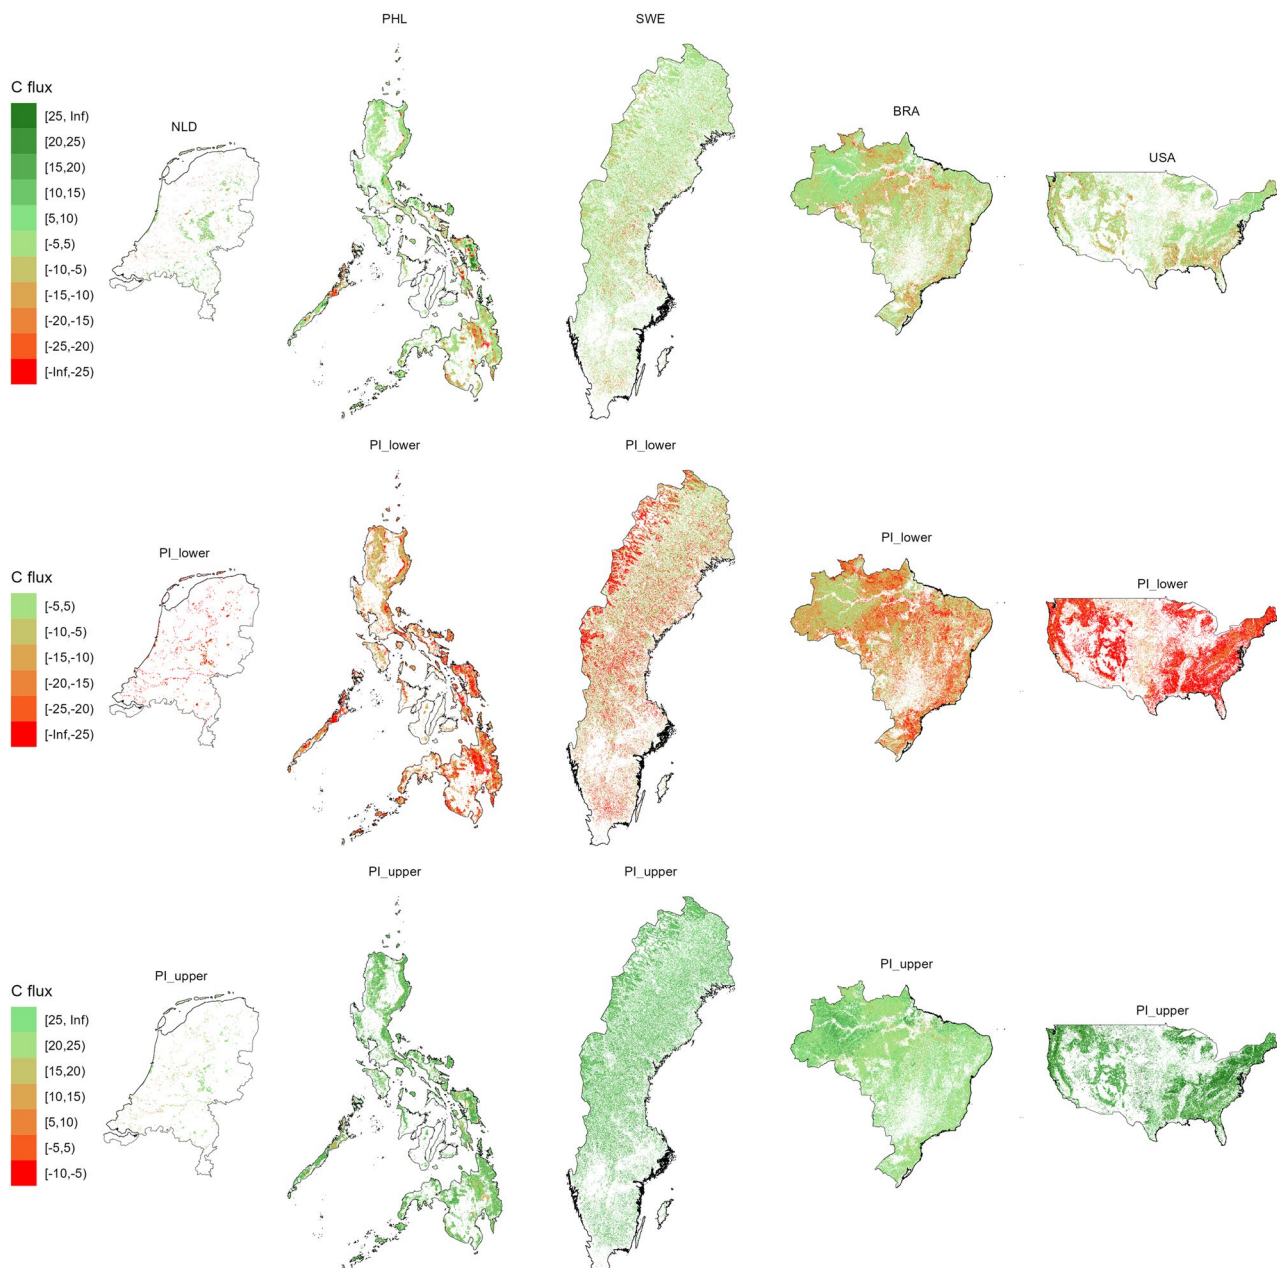 PHL
SWE
C flux
BRA
[25, Inf)
NLD
[20,25)
[15,20)
USA
[10,15)
[5,10)
[-5,5)
[-10,-5)
[-15,-10)
[-20,-15)
[-25,-20)
[-Inf,-25)
PI_lower
PI_lower
PI_lower
PI_lower
C flux
PI_lower
[-5,5)
[-10,-5)
[-15,-10)
[-20,-15)
[-25,-20)
[-Inf,-25)
PI_upper
PI_upper
PI_upper
PI_upper
C flux
PI_upper
[25, Inf)
[20,25)
[15,20)
[10,15)
[5,10)
[-5,5)
[-10,-5)